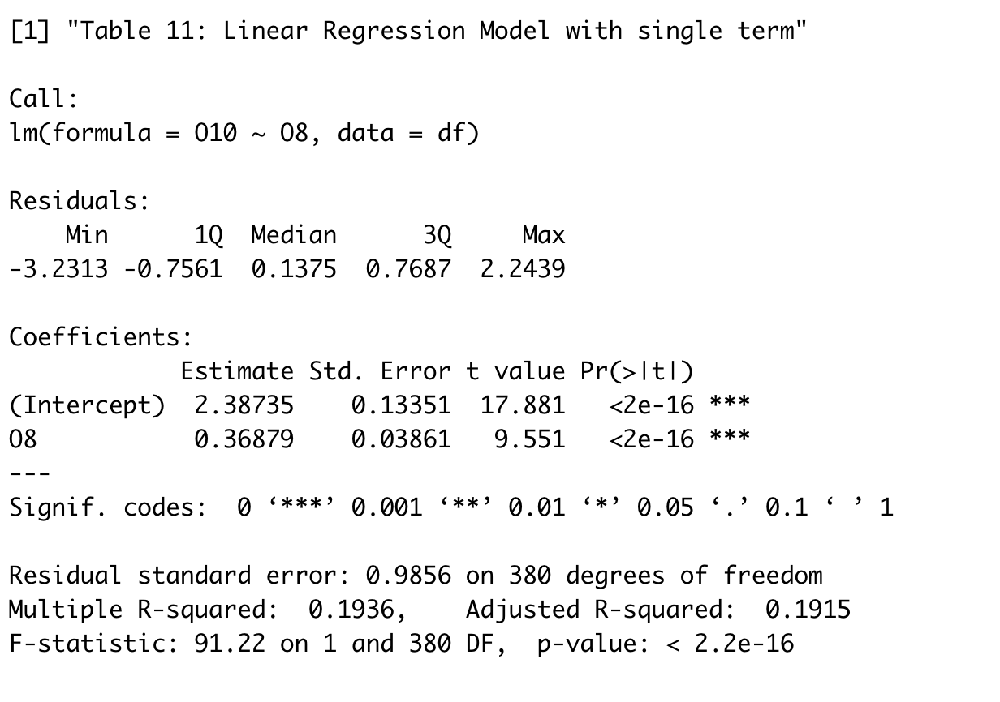 [1] "Table 11: Linear Regression Model with single term"
Call:
lm(formula = O10 ~ O8, data = df)
Residuals:
    Min      1Q  Median      3Q     Max
-3.2313 -0.7561  0.1375  0.7687  2.2439
Coefficients:
            Estimate Std. Error t value Pr(>|t|)
(Intercept)  2.38735    0.13351  17.881   <2e-16 ***
O8           0.36879    0.03861   9.551   <2e-16 ***
---
Signif. codes:  0 ‘***’ 0.001 ‘**’ 0.01 ‘*’ 0.05 ‘.’ 0.1 ‘ ’ 1
Residual standard error: 0.9856 on 380 degrees of freedom
Multiple R-squared:  0.1936,    Adjusted R-squared:  0.1915
F-statistic: 91.22 on 1 and 380 DF,  p-value: < 2.2e-16